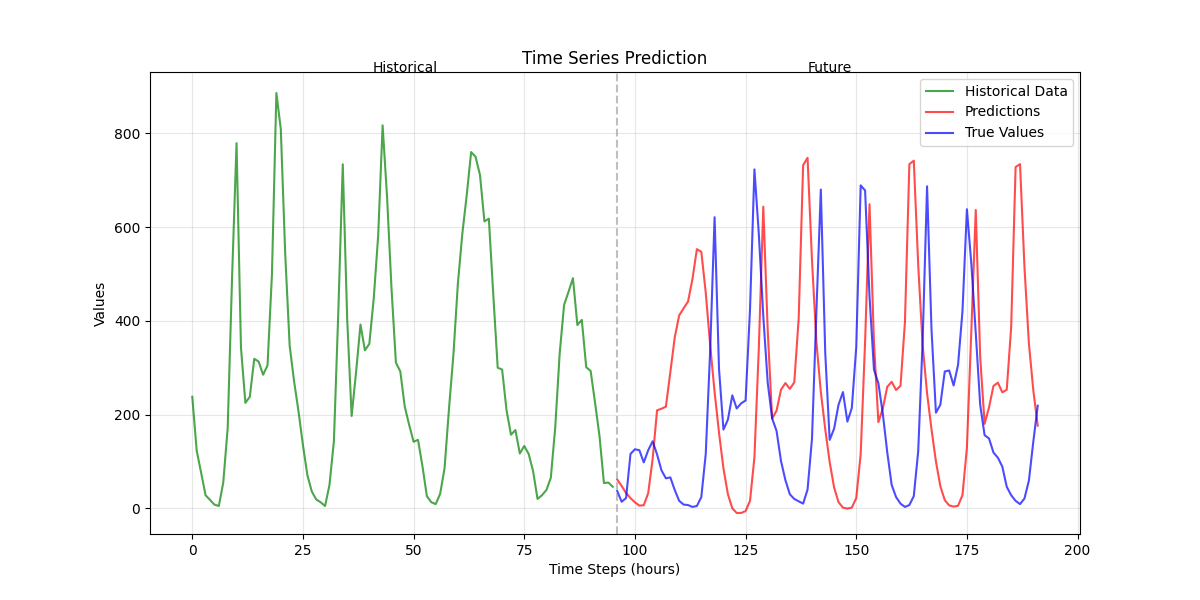 Time Series Prediction
Historical
Future
Historical Data
Predictions
True Values
Values
800
600
400
200
0
0
25
50
75
100
125
150
175
200
Time Steps (hours)